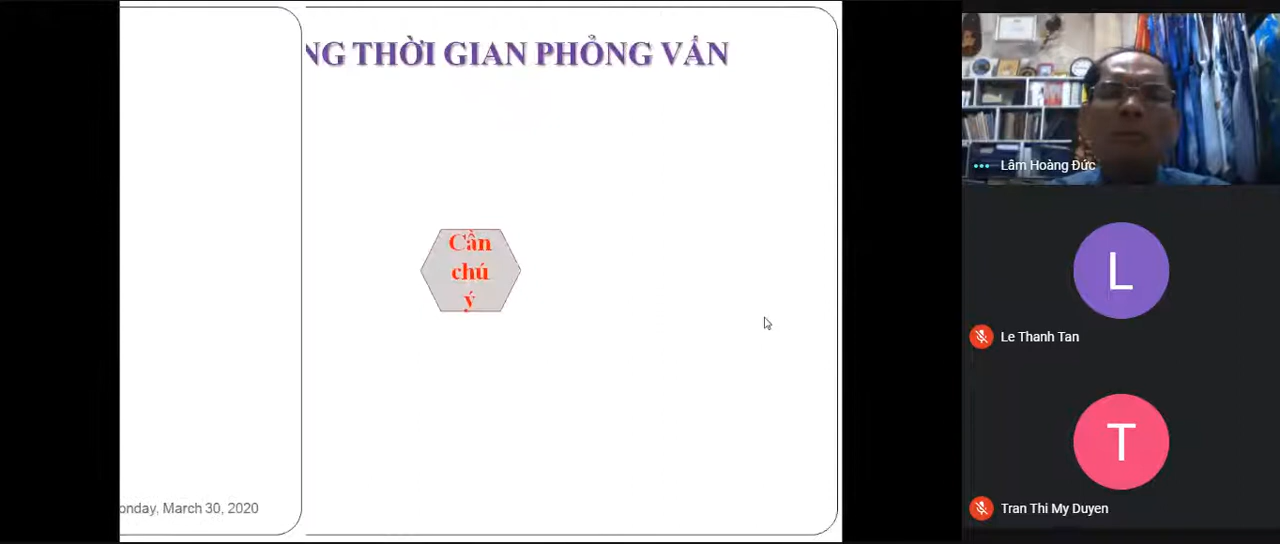 NG THỜI GIAN PHỎNG VẤN
Cần
chú
ý
onday, March 30, 2020
Lâm Hoàng Đức
L
Le Thanh Tan
T
Tran Thi My Duyen